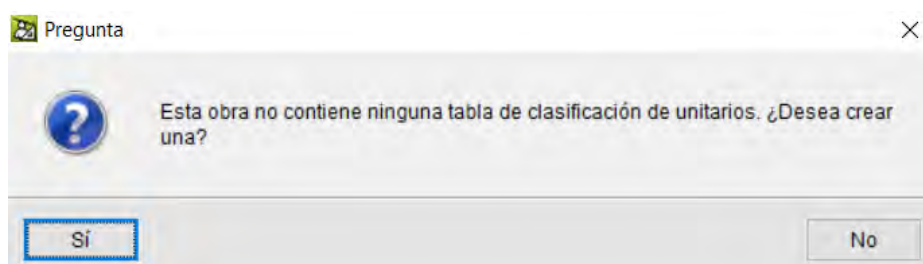 Pregunta
Esta obra no contiene ninguna tabla de clasificación de unitarios. ¿Desea crear
una?
Sí
No